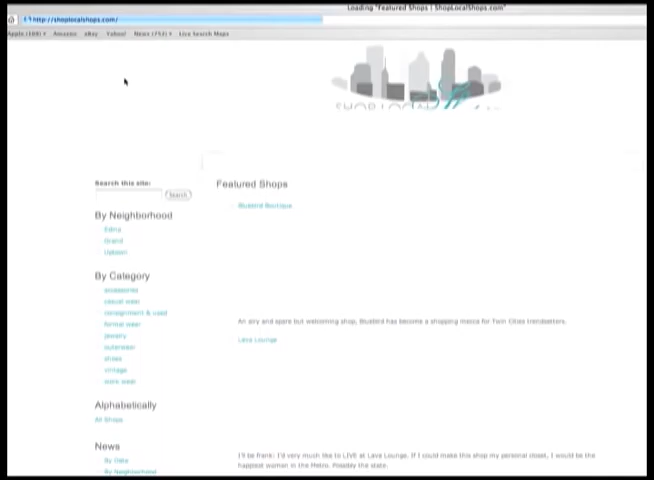 Loading "Featured Shops | ShopLocalShops.com"
http://shoplocalshops.com/
Apple Amazon eBay Yahoo! News Live Search Maps
Search this site:
Search
Featured Shops
Bluebird Boutique
By Neighborhood
Edina
Grand
Uptown
By Category
accessories
casual wear
consignment & used
formal wear
jewelry
outerwear
shoes
vintage
work wear
An airy and spare but welcoming shop, Bluebird has become a shopping mecca for Twin Cities trendsetters.
Lava Lounge
Alphabetically
All Shops
News
By Date
By Neighborhood
I'll be frank: I'd very much like to LIVE at Lava Lounge. If I could make this shop my personal closet, I would be the
happiest woman in the Metro. Possibly the state.